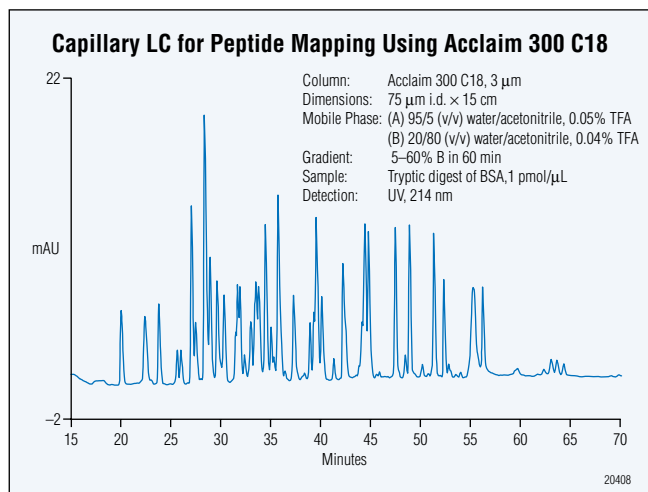 Capillary LC for Peptide Mapping Using Acclaim 300 C18
22
Column: Acclaim 300 C18, 3 μm
Dimensions: 75 μm i.d. × 15 cm
Mobile Phase: (A) 95/5 (v/v) water/acetonitrile, 0.05% TFA
(B) 20/80 (v/v) water/acetonitrile, 0.04% TFA
Gradient: 5–60% B in 60 min
Sample: Tryptic digest of BSA,1 pmol/μL
Detection: UV, 214 nm
mAU
–2
15 20 25 30 35 40 45 50 55 60 65 70
Minutes
20408